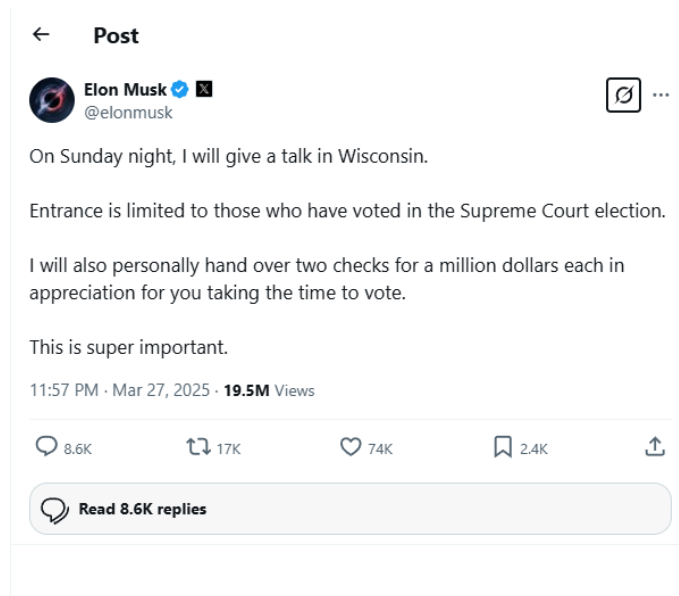 Post
Elon Musk
@elonmusk
On Sunday night, I will give a talk in Wisconsin.
Entrance is limited to those who have voted in the Supreme Court election.
I will also personally hand over two checks for a million dollars each in
appreciation for you taking the time to vote.
This is super important.
11:57 PM · Mar 27, 2025 · 19.5M Views
8.6K 17K 74K 2.4K
Read 8.6K replies